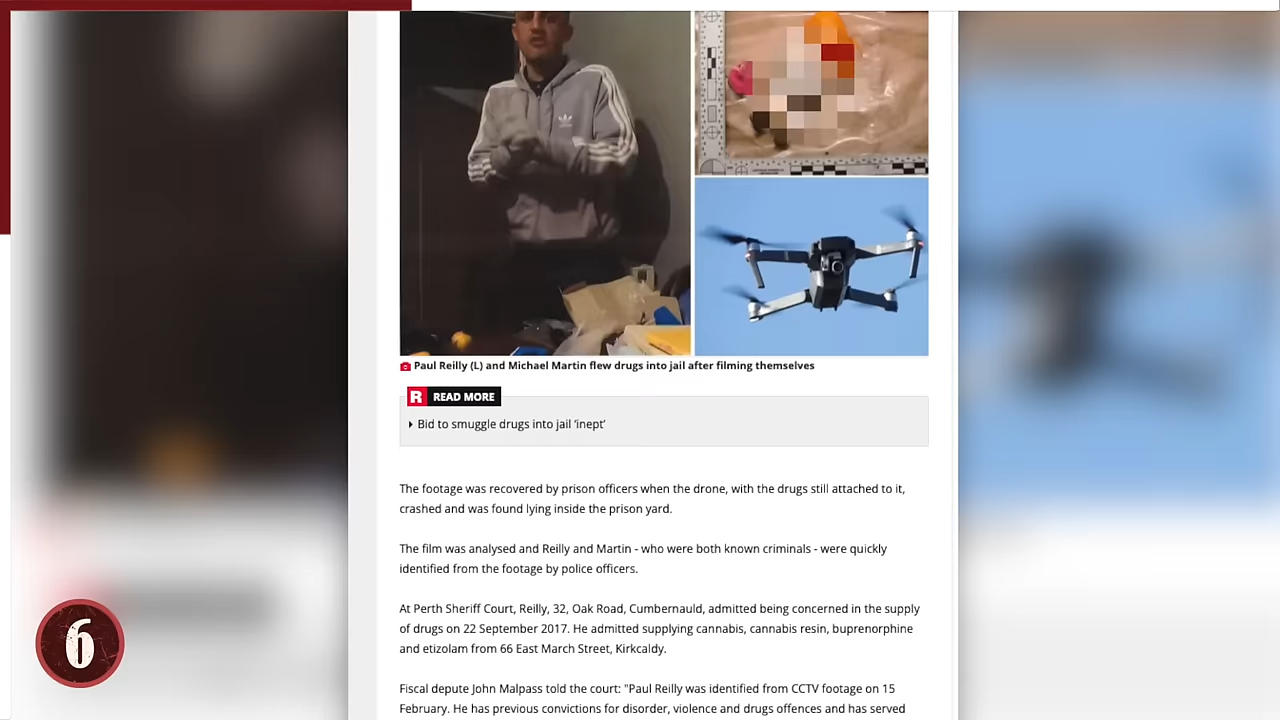 Paul Reilly (L) and Michael Martin flew drugs into jail after filming themselves
R READ MORE
Bid to smuggle drugs into jail 'inept'
The footage was recovered by prison officers when the drone, with the drugs still attached to it,
crashed and was found lying inside the prison yard.
The film was analysed and Reilly and Martin - who were both known criminals - were quickly
identified from the footage by police officers.
At Perth Sheriff Court, Reilly, 32, Oak Road, Cumbernauld, admitted being concerned in the supply
of drugs on 22 September 2017. He admitted supplying cannabis, cannabis resin, buprenorphine
and etizolam from 66 East March Street, Kirkcaldy.
6
Fiscal depute John Malpass told the court: "Paul Reilly was identified from CCTV footage on 15
February. He has previous convictions for disorder, violence and drugs offences and has served